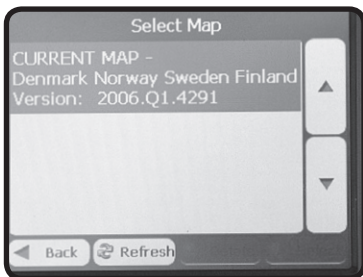 Select Map
CURRENT MAP -
Denmark Norway Sweden Finland
Version: 2006.Q1.4291
Back
Refresh